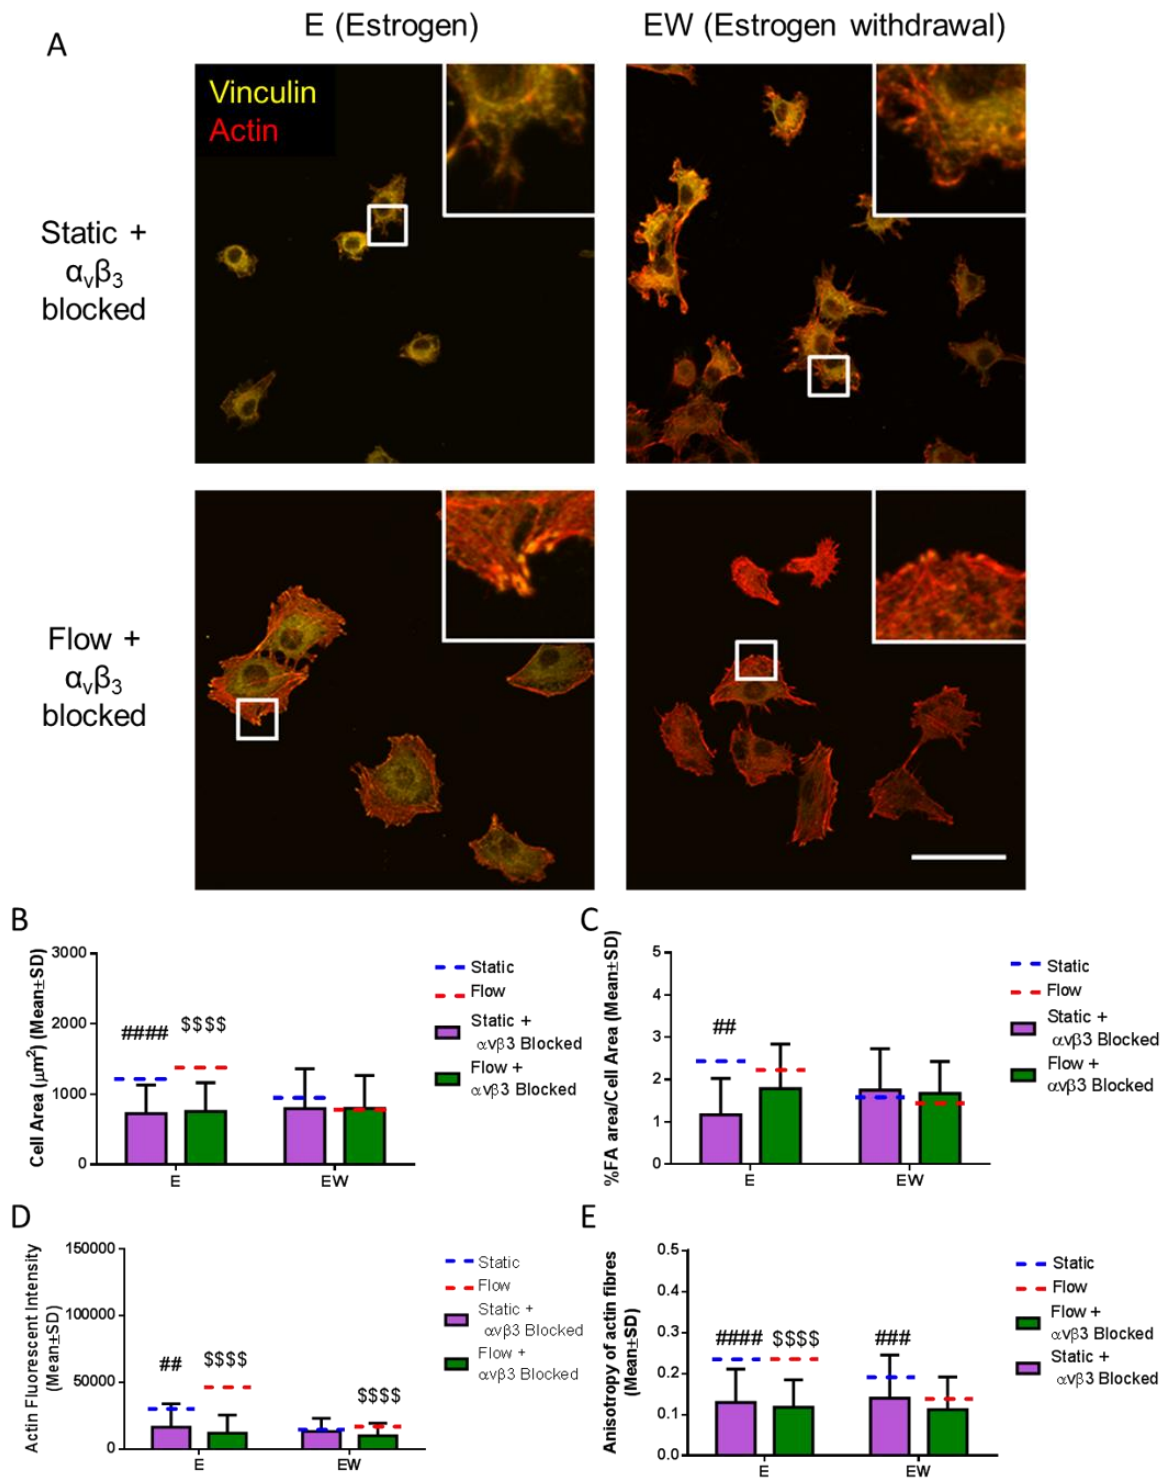 A
E (Estrogen)
EW (Estrogen withdrawal)
Vinculin
Actin
Static +
αvβ3
blocked
Flow +
αvβ3
blocked
B
Cell Area (μm²) (Mean±SD)
3000
2000
1000
0
####
$$$$
E
EW
Static
Flow
Static +
αvβ3 Blocked
Flow +
αvβ3 Blocked
C
%FA area/Cell Area (Mean±SD)
5
4
3
2
1
0
##
E
EW
Static
Flow
Static +
αvβ3 Blocked
Flow +
αvβ3 Blocked
D
Actin Fluorescent Intensity
(Mean±SD)
150000
100000
50000
0
##
$$$$
$$$$
E
EW
Static
Flow
Static +
αvβ3 Blocked
Flow +
αvβ3 Blocked
E
Anisotropy of actin fibres
(Mean±SD)
0.5
0.4
0.3
0.2
0.1
0.0
####
$$$$
###
E
EW
Static
Flow
Flow +
αvβ3 Blocked
Static +
αvβ3 Blocked